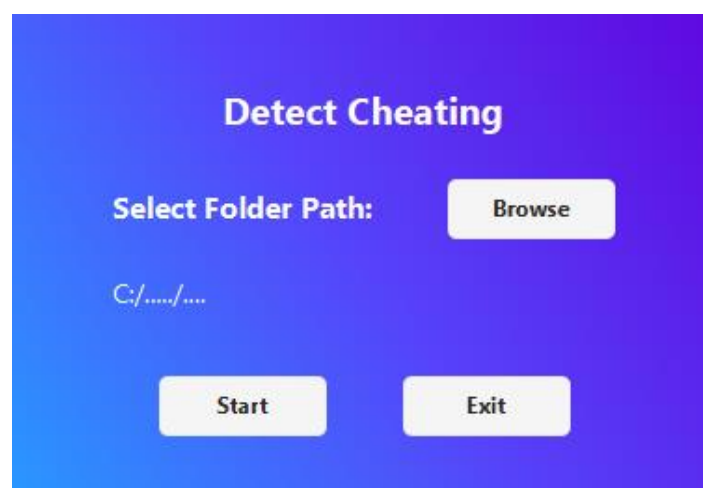 Detect Cheating
Select Folder Path: Browse
C:/...../....
Start Exit